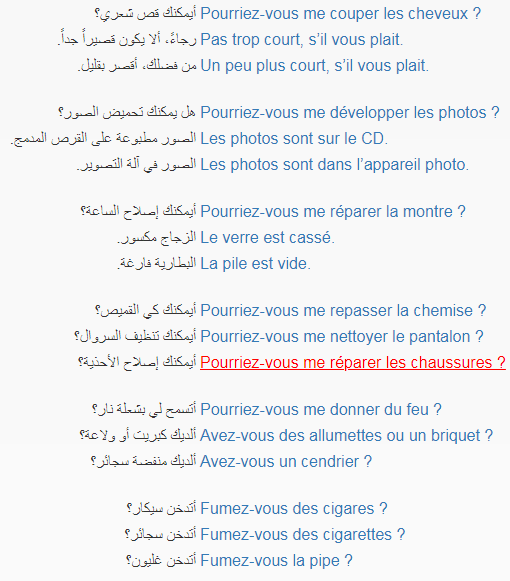 أيمكنك قص شعري؟ Pourriez-vous me couper les cheveux ?
رجاءً، ألا يكون قصيراً جداً. Pas trop court, s’il vous plait.
من فضلك، أقصر بقليل. Un peu plus court, s’il vous plait.
هل يمكنك تحميض الصور؟ Pourriez-vous me développer les photos ?
الصور مطبوعة على القرص المدمج. Les photos sont sur le CD.
الصور في آلة التصوير. Les photos sont dans l’appareil photo.
أيمكنك إصلاح الساعة؟ Pourriez-vous me réparer la montre ?
الزجاج مكسور. Le verre est cassé.
البطارية فارغة. La pile est vide.
أيمكنك كي القميص؟ Pourriez-vous me repasser la chemise ?
أيمكنك تنظيف السروال؟ Pourriez-vous me nettoyer le pantalon ?
أيمكنك إصلاح الأحذية؟ Pourriez-vous me réparer les chaussures ?
أتسمح لي بشعلة نار؟ Pourriez-vous me donner du feu ?
ألديك كبريت أو ولاعة؟ Avez-vous des allumettes ou un briquet ?
ألديك منفضة سجائر؟ Avez-vous un cendrier ?
أتدخن سيكار؟ Fumez-vous des cigares ?
أتدخن سجائر؟ Fumez-vous des cigarettes ?
أتدخن غليون؟ Fumez-vous la pipe ?